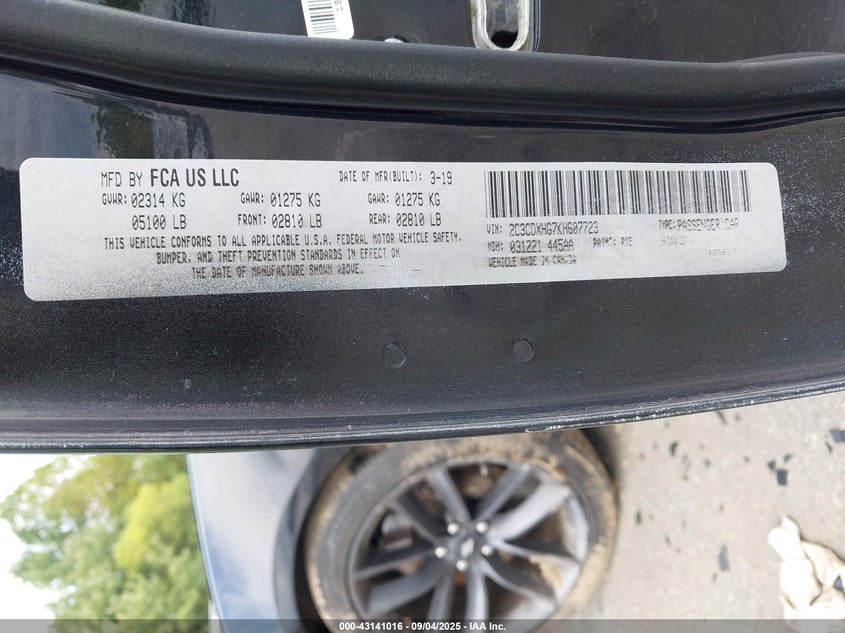 MFD BY FCA US LLC
DATE OF MFR(BUILT): 3-19
GVWR: 02314 KG GAWR: 01275 KG GAWR: 01275 KG
05100 LB FRONT: 02810 LB REAR: 02810 LB
THIS VEHICLE CONFORMS TO ALL APPLICABLE U.S.A. FEDERAL MOTOR VEHICLE SAFETY,
BUMPER, AND THEFT PREVENTION STANDARDS IN EFFECT ON
THE DATE OF MANUFACTURE SHOWN ABOVE.
VIN: 2C3CDXHG7KH607723 TYPE: PASSENGER CAR
MDH: 031221 445AA PAINT: PX8
VEHICLE MADE IN CANADA
000-43141016 - 09/04/2025 - IAA Inc.